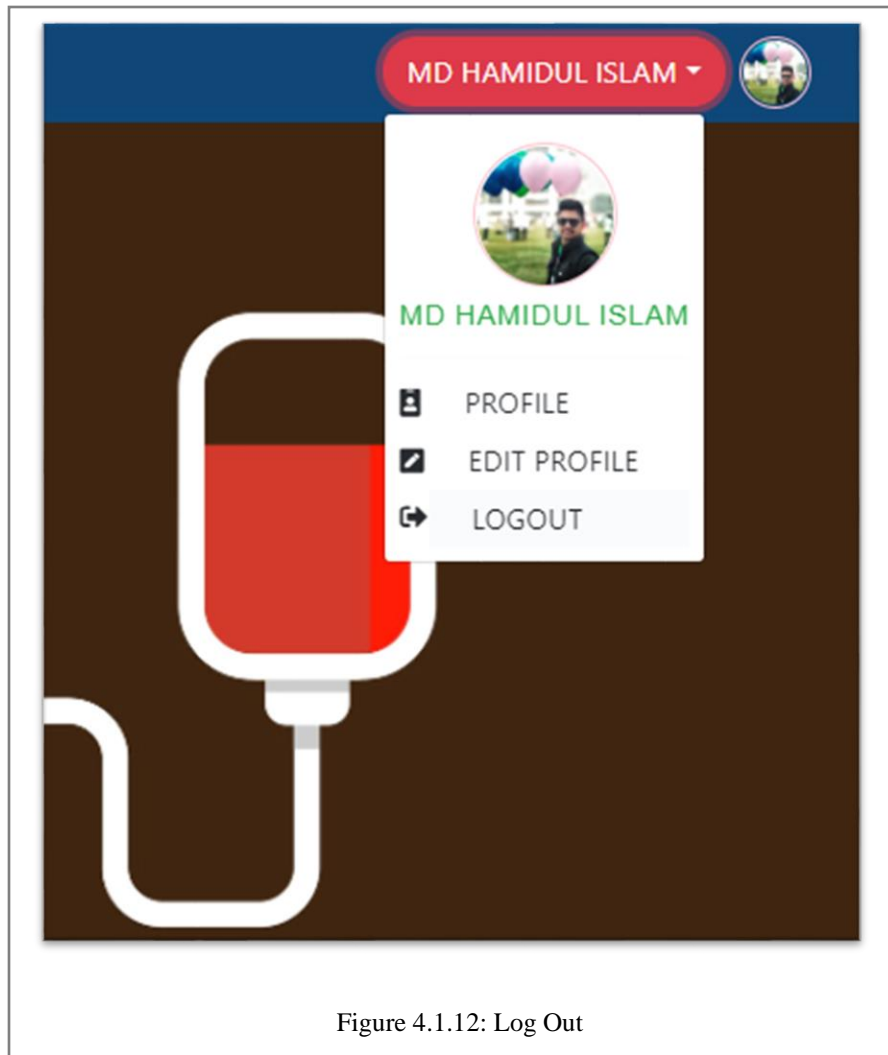 MD HAMIDUL ISLAM
MD HAMIDUL ISLAM
PROFILE
EDIT PROFILE
LOGOUT
Figure 4.1.12: Log Out